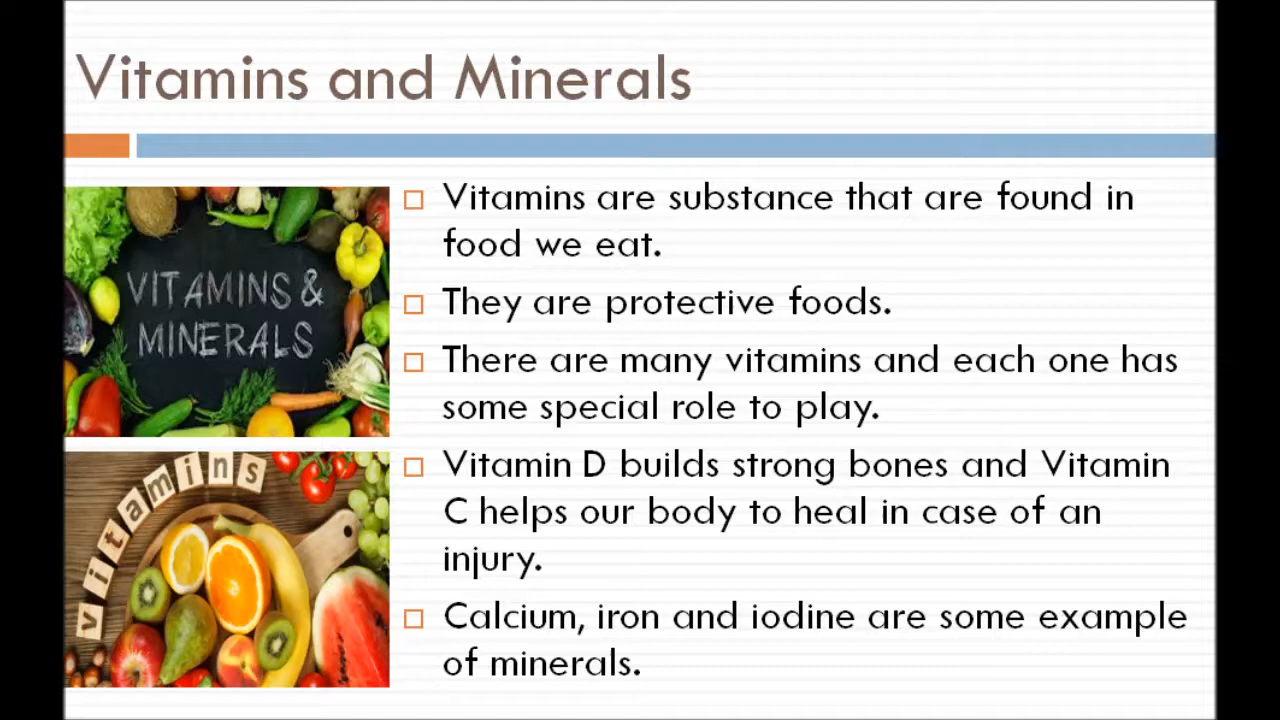 Vitamins and Minerals
VITAMINS &
MINERALS
vitamins
Vitamins are substance that are found in
food we eat.
They are protective foods.
There are many vitamins and each one has
some special role to play.
Vitamin D builds strong bones and Vitamin
C helps our body to heal in case of an
injury.
Calcium, iron and iodine are some example
of minerals.